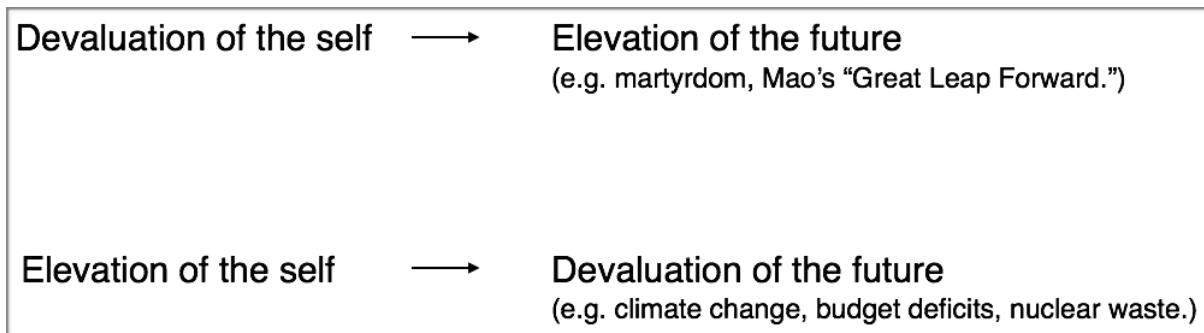 Devaluation of the self → Elevation of the future
(e.g. martyrdom, Mao's “Great Leap Forward.”)
Elevation of the self → Devaluation of the future
(e.g. climate change, budget deficits, nuclear waste.)